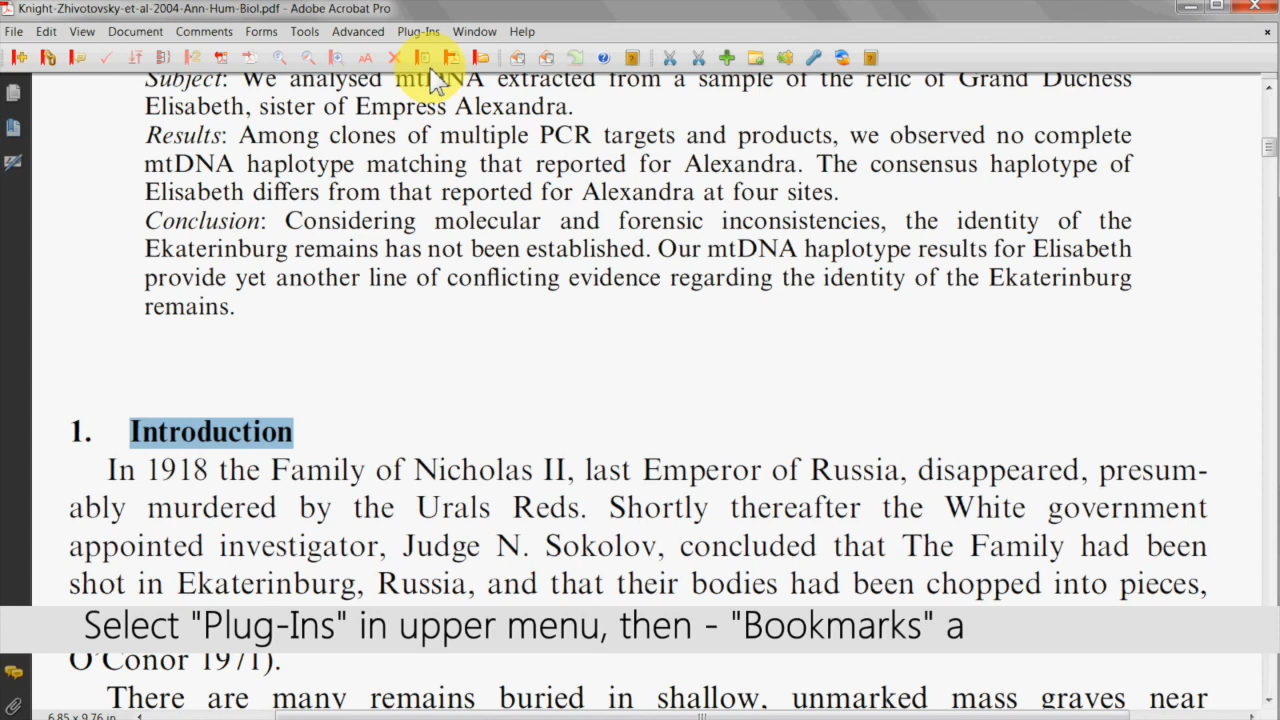 Knight-Zhivotovsky-et-al-2004-Ann-Hum-Biol.pdf - Adobe Acrobat Pro
File Edit View Document Comments Forms Tools Advanced Plug-Ins Window Help
Subject: We analysed mtDNA extracted from a sample of the relic of Grand Duchess
Elisabeth, sister of Empress Alexandra.
Results: Among clones of multiple PCR targets and products, we observed no complete
mtDNA haplotype matching that reported for Alexandra. The consensus haplotype of
Elisabeth differs from that reported for Alexandra at four sites.
Conclusion: Considering molecular and forensic inconsistencies, the identity of the
Ekaterinburg remains has not been established. Our mtDNA haplotype results for Elisabeth
provide yet another line of conflicting evidence regarding the identity of the Ekaterinburg
remains.
1. Introduction
In 1918 the Family of Nicholas II, last Emperor of Russia, disappeared, presum-
ably murdered by the Urals Reds. Shortly thereafter the White government
appointed investigator, Judge N. Sokolov, concluded that The Family had been
shot in Ekaterinburg, Russia, and that their bodies had been chopped into pieces,
Select "Plug-Ins" in upper menu, then - "Bookmarks" a
O'Conor 1971).
There are many remains buried in shallow, unmarked mass graves near
6.85 x 9.76 in